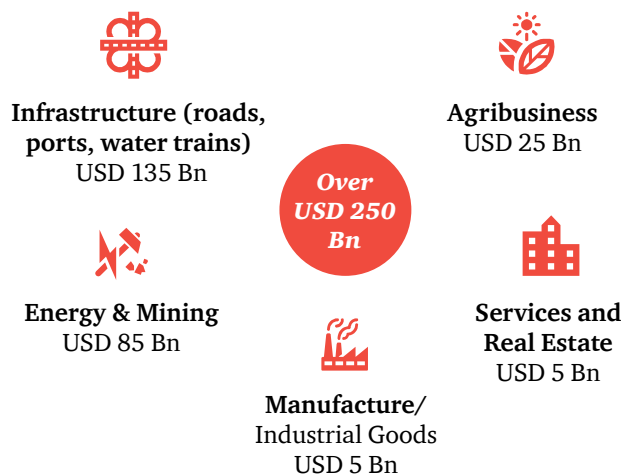 Infrastructure (roads,
ports, water trains)
USD 135 Bn
Agribusiness
USD 25 Bn
Over
USD 250
Bn
Energy & Mining
USD 85 Bn
Services and
Real Estate
USD 5 Bn
Manufacture/
Industrial Goods
USD 5 Bn